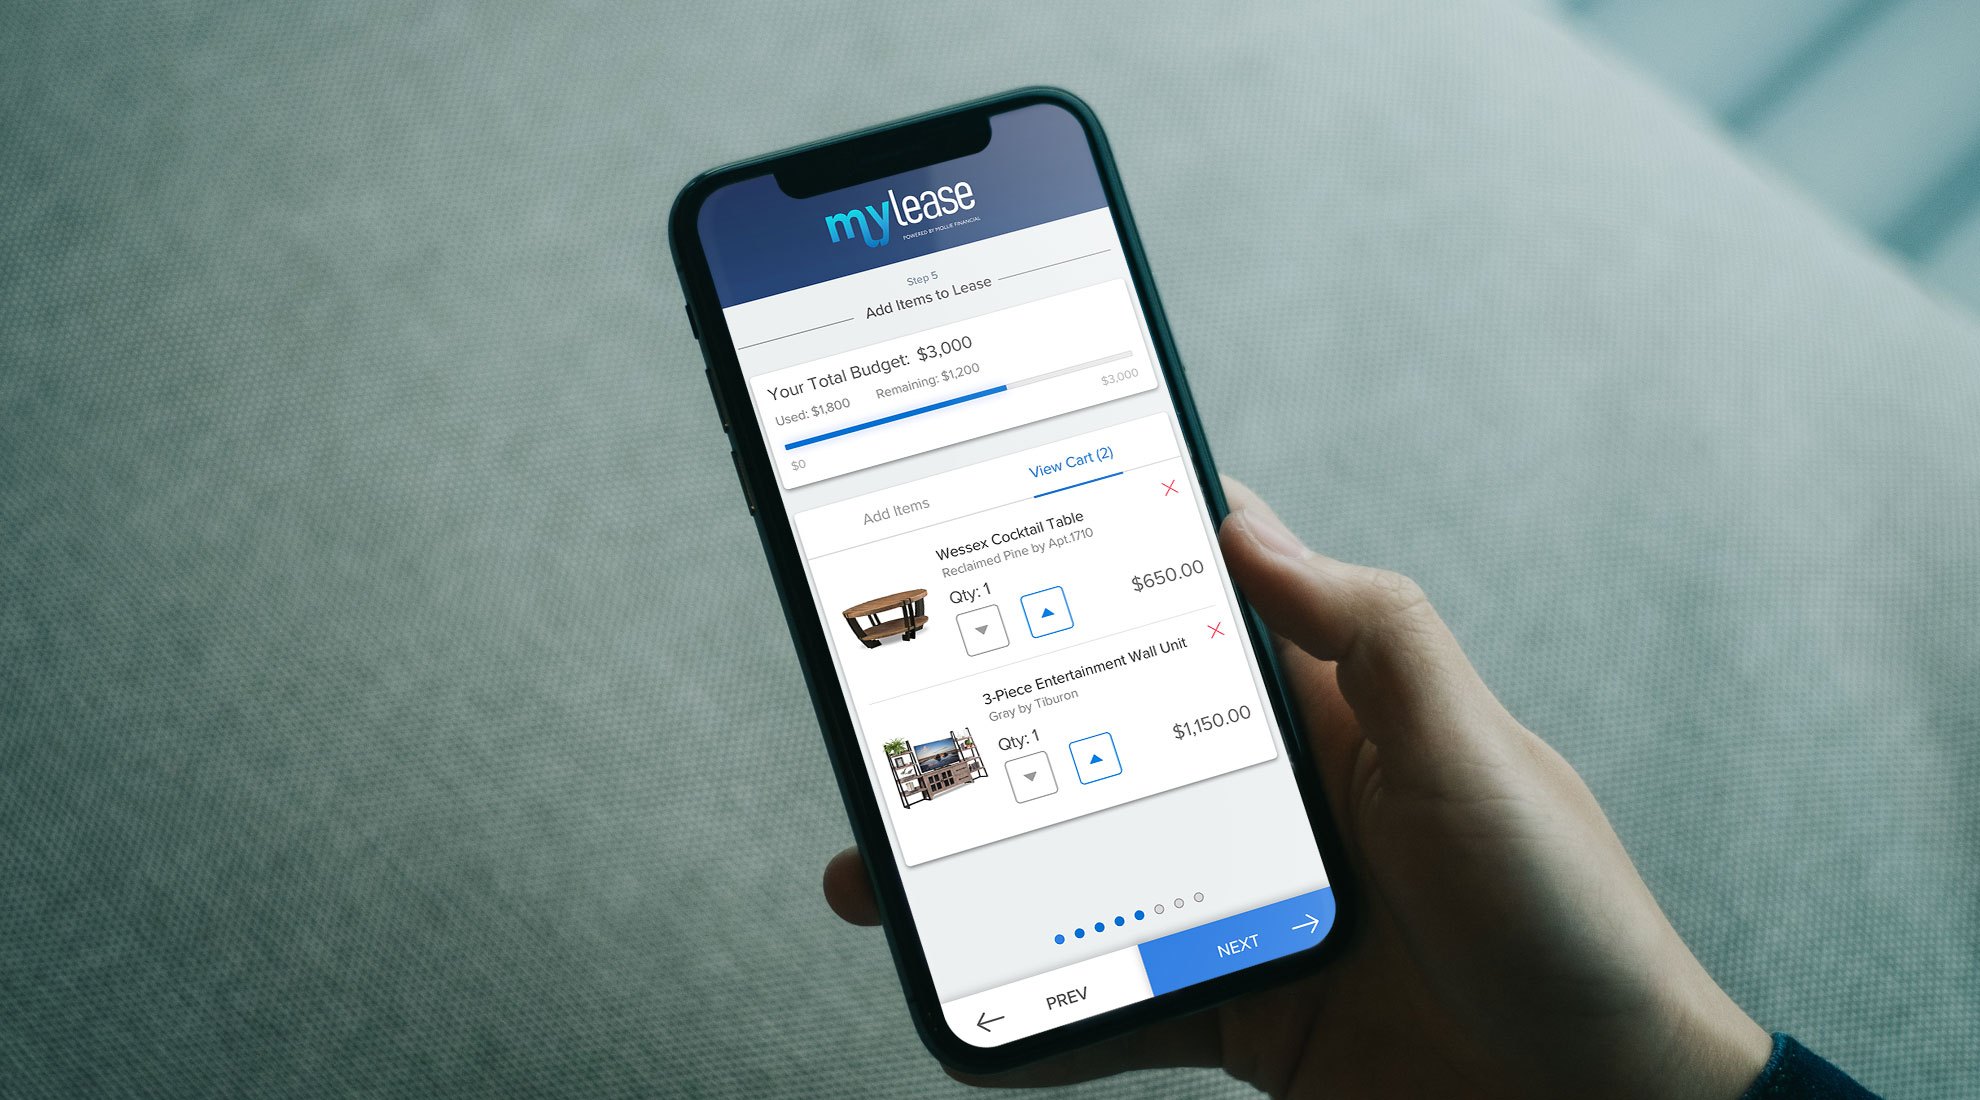 mylease
POWERED BY MOLLIE FINANCIAL
Step 5
Add Items to Lease
Your Total Budget: $3,000
Used: $1,800 Remaining: $1,200
$0 $3,000
Add Items View Cart (2)
Wessex Cocktail Table
Reclaimed Pine by Apt.1710
Qty: 1
$650.00
3-Piece Entertainment Wall Unit
Gray by Tiburon
Qty: 1
$1,150.00
PREV NEXT